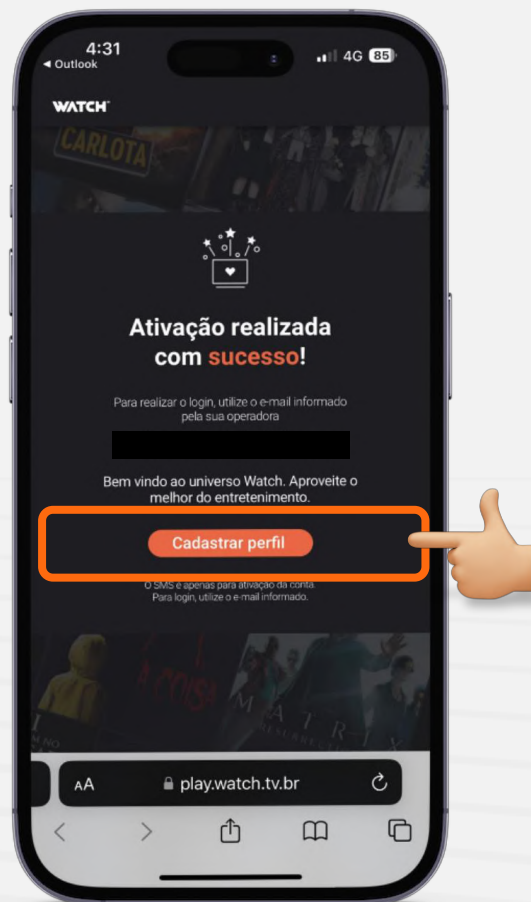 4:31
4G 85
◄ Outlook
WATCH
CARLOTA
Ativação realizada
com sucesso!
Para realizar o login, utilize o e-mail informado
pela sua operadora
Bem vindo ao universo Watch. Aproveite o
melhor do entretenimento.
Cadastrar perfil
O SMS é apenas para ativação da conta.
Para login, utilize o e-mail informado.
A COISA
MATRIX
RESURRECTIONS
AA
play.watch.tv.br